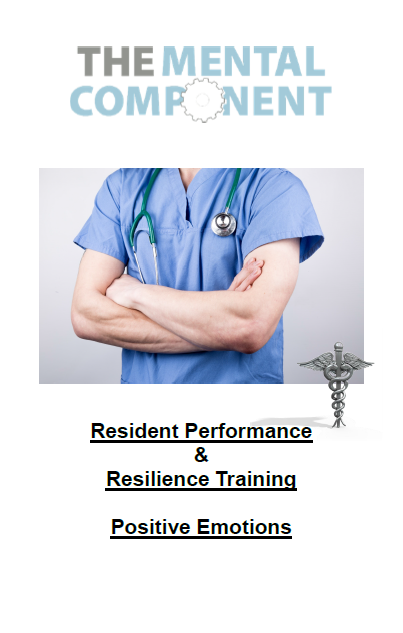 THE MENTAL
COMPONENT
Resident Performance
&
Resilience Training
Positive Emotions